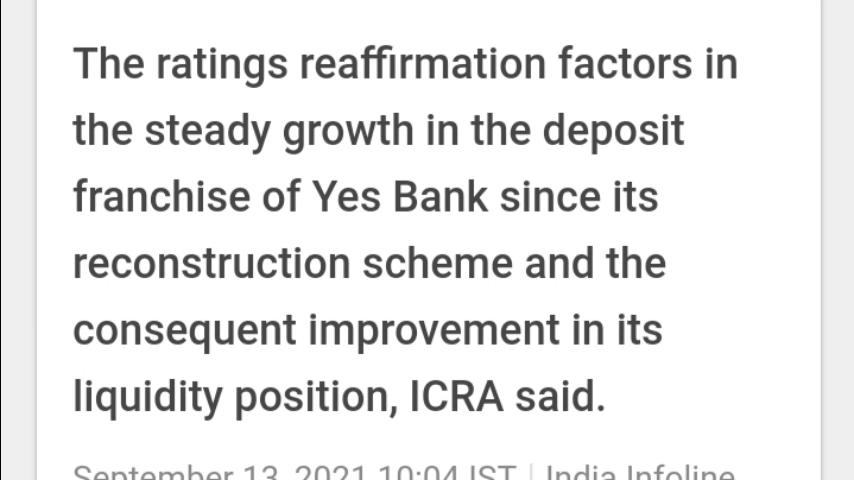 The ratings reaffirmation factors in
the steady growth in the deposit
franchise of Yes Bank since its
reconstruction scheme and the
consequent improvement in its
liquidity position, ICRA said.
September 13, 2021 10:04 IST | India Infoline